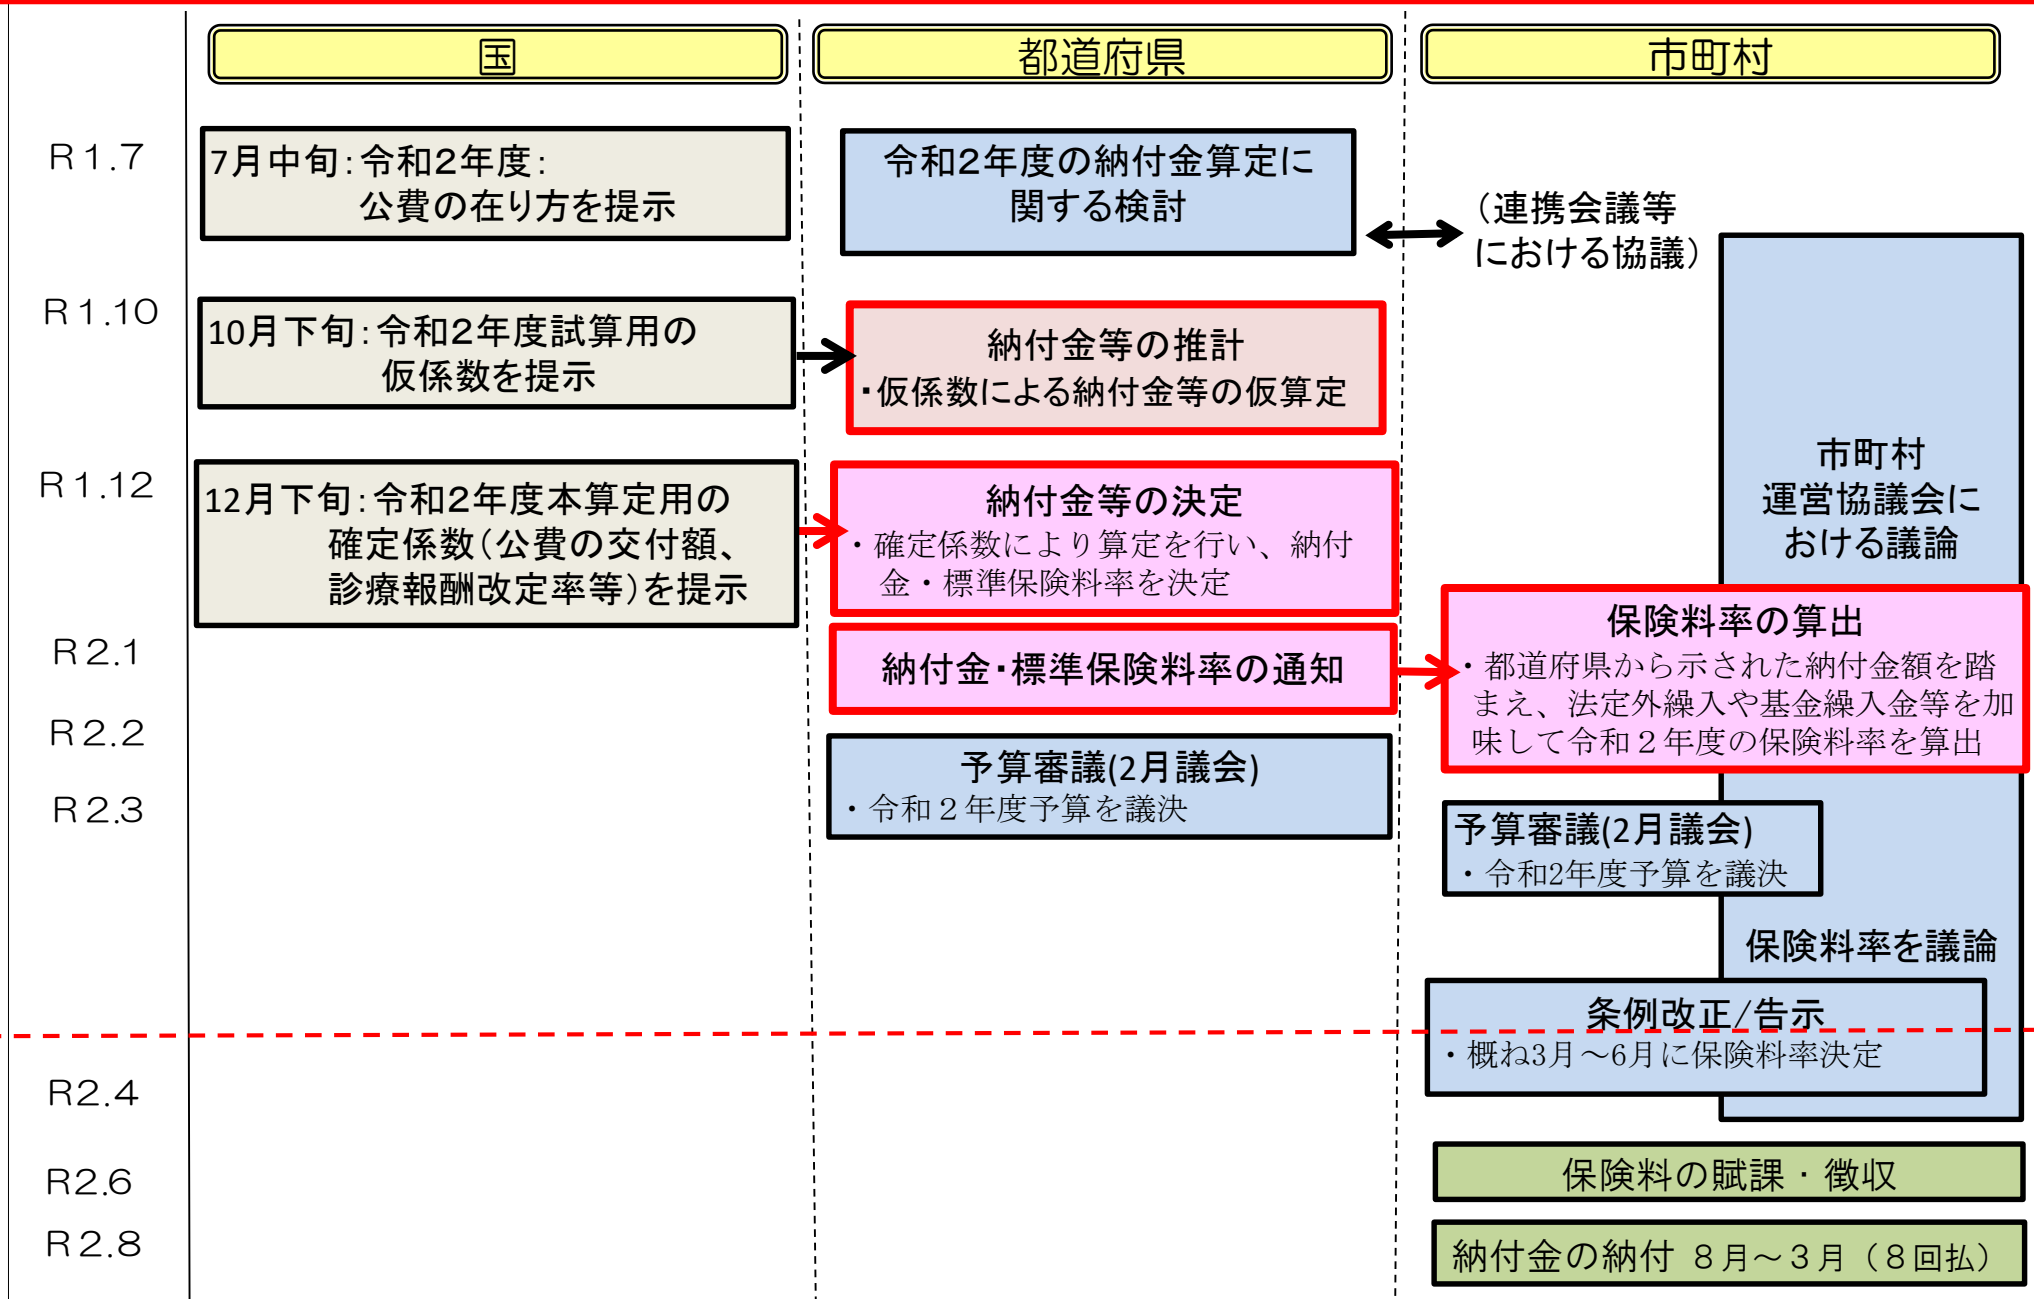 国
都道府県
市町村
R1.7
7月中旬：令和２年度：
公費の在り方を提示
令和２年度の納付金算定に
関する検討
（連携会議等
における協議）
R1.10
10月下旬：令和２年度試算用の
仮係数を提示
納付金等の推計
・仮係数による納付金等の仮算定
市町村
運営協議会に
おける議論
R1.12
12月下旬：令和２年度本算定用の
確定係数（公費の交付額、
診療報酬改定率等）を提示
納付金等の決定
・確定係数により算定を行い、納付
金・標準保険料率を決定
R2.1
納付金・標準保険料率の通知
保険料率の算出
・都道府県から示された納付金額を踏
まえ、法定外繰入や基金繰入金等を加
味して令和２年度の保険料率を算出
R2.2
予算審議(2月議会)
・令和２年度予算を議決
R2.3
予算審議(2月議会)
・令和2年度予算を議決
保険料率を議論
条例改正/告示
・概ね3月～6月に保険料率決定
R2.4
R2.6
保険料の賦課・徴収
R2.8
納付金の納付 ８月～３月（８回払）